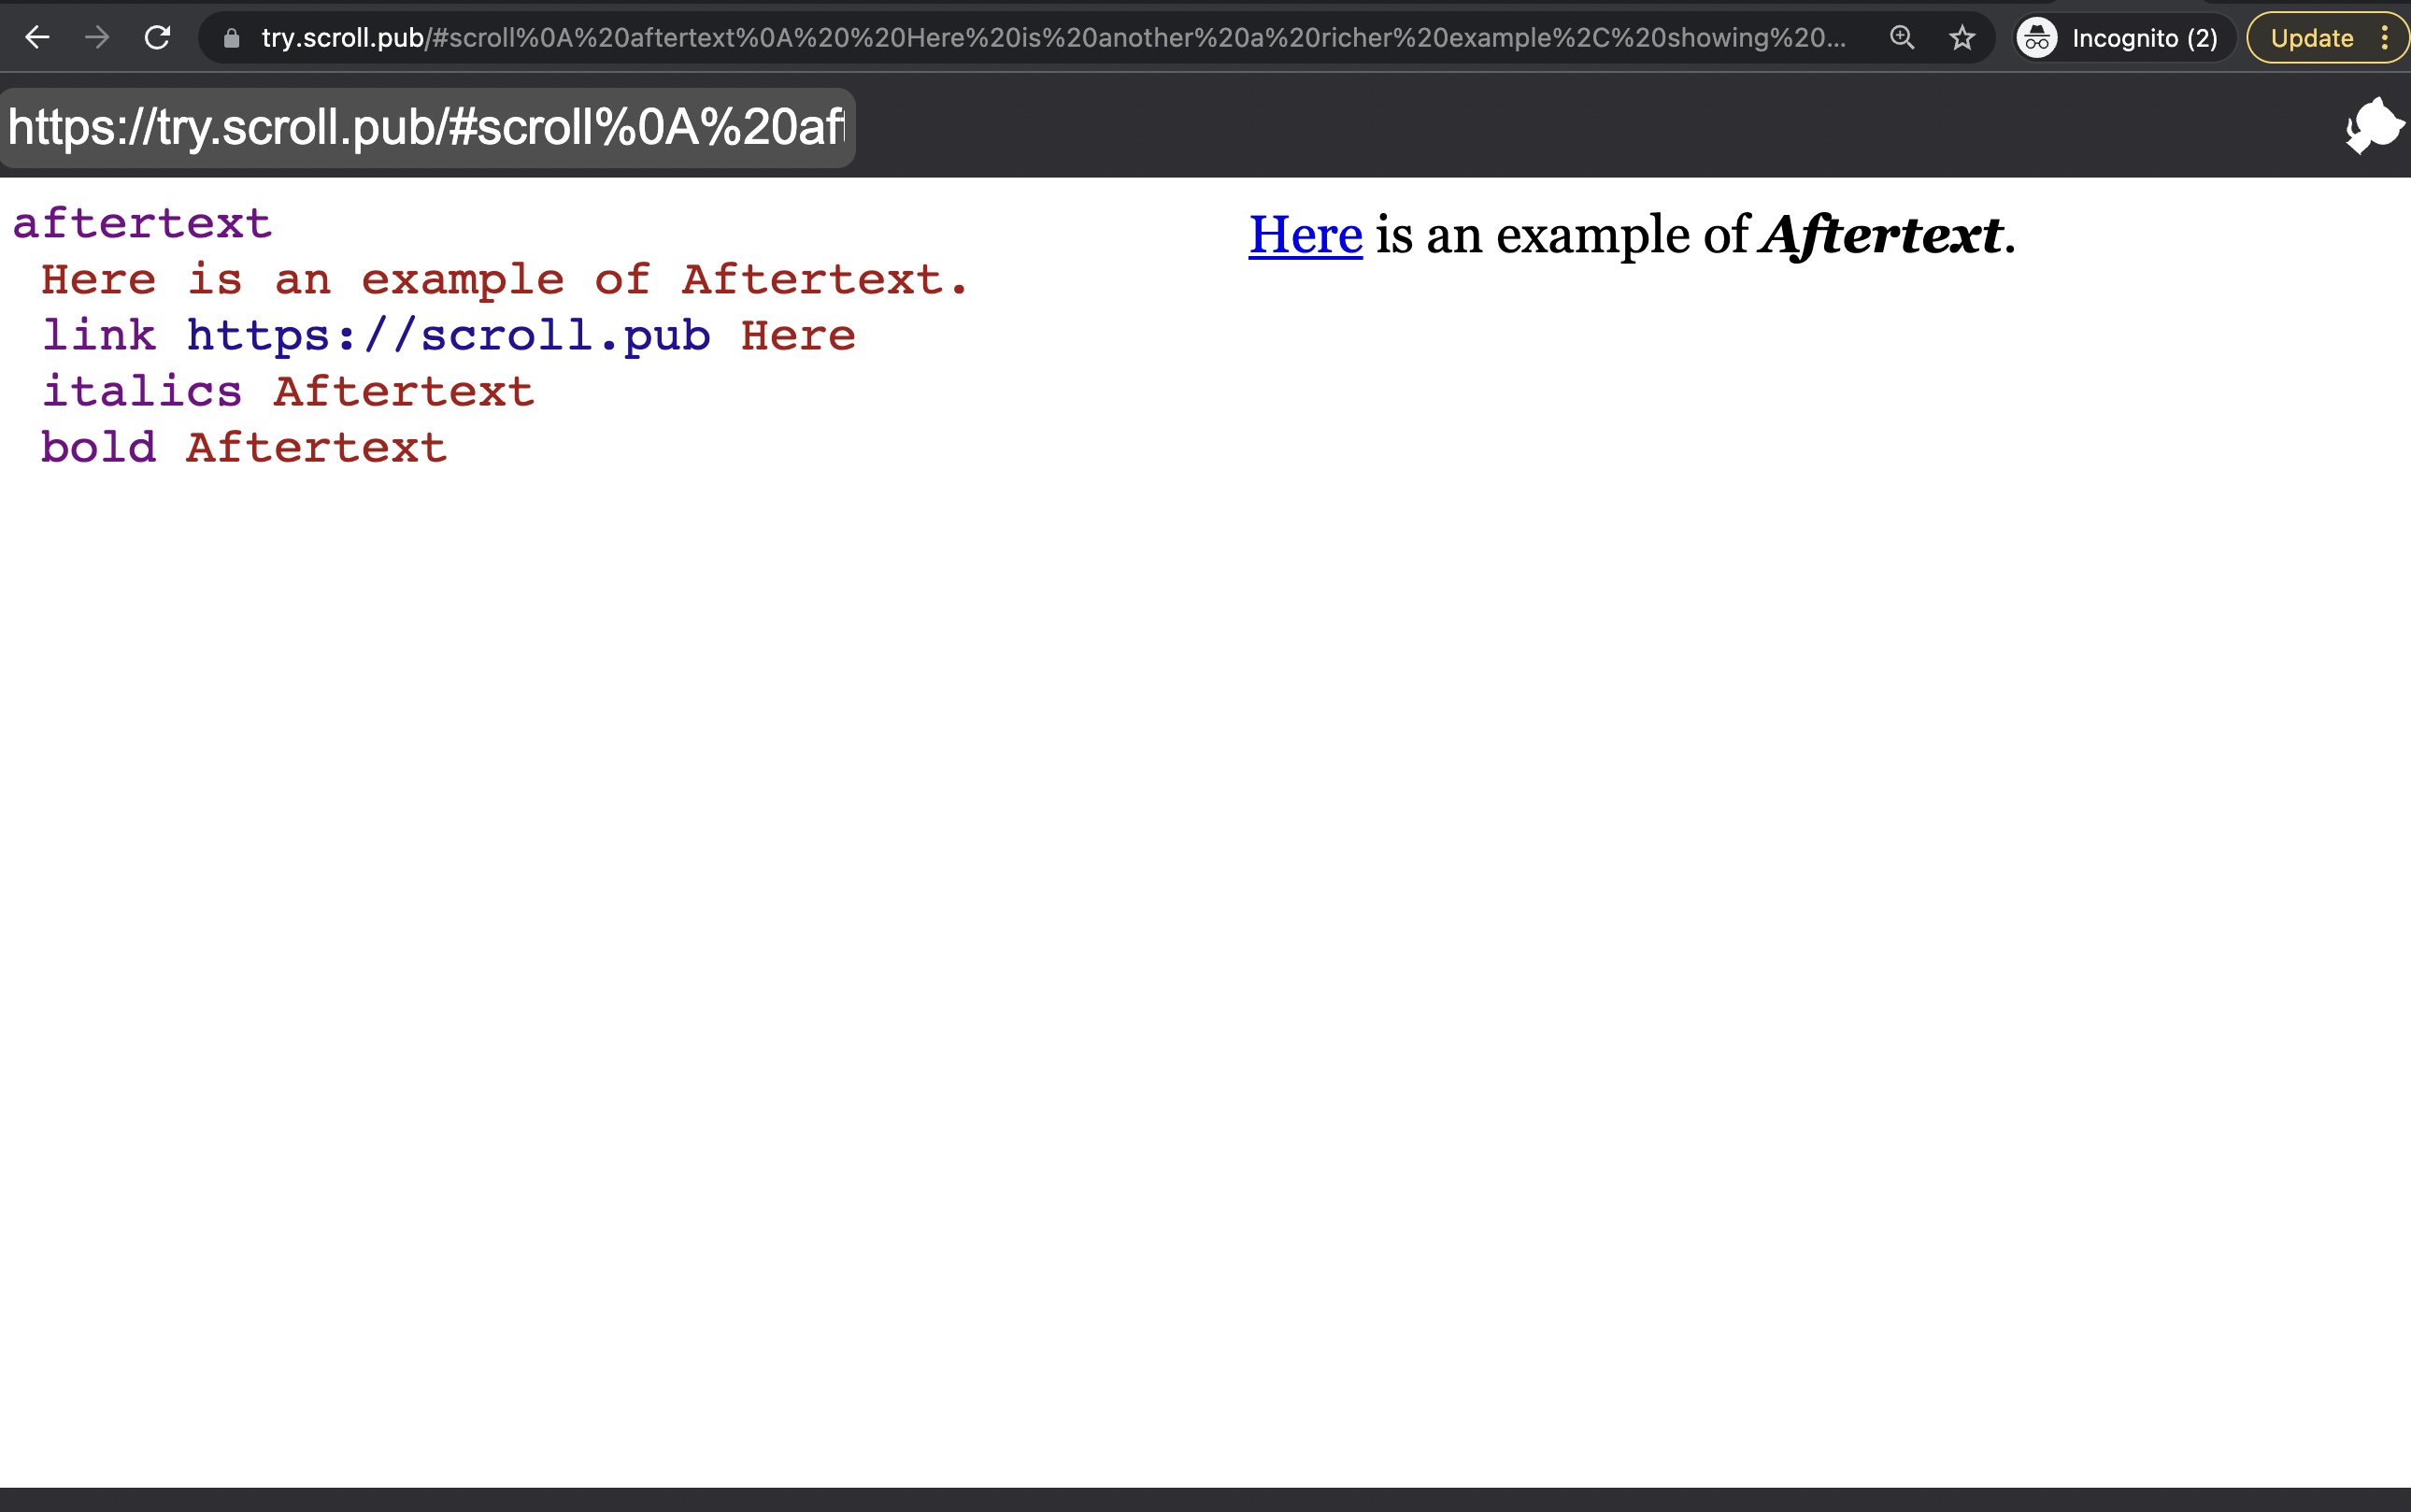 try.scroll.pub/#scroll%0A%20aftertext%0A%20%20Here%20is%20another%20a%20richer%20example%2C%20showing%20...
Incognito (2)
Update
https://try.scroll.pub/#scroll%0A%20aft
aftertext
Here is an example of Aftertext.
link https://scroll.pub Here
italics Aftertext
bold Aftertext
Here is an example of Aftertext.